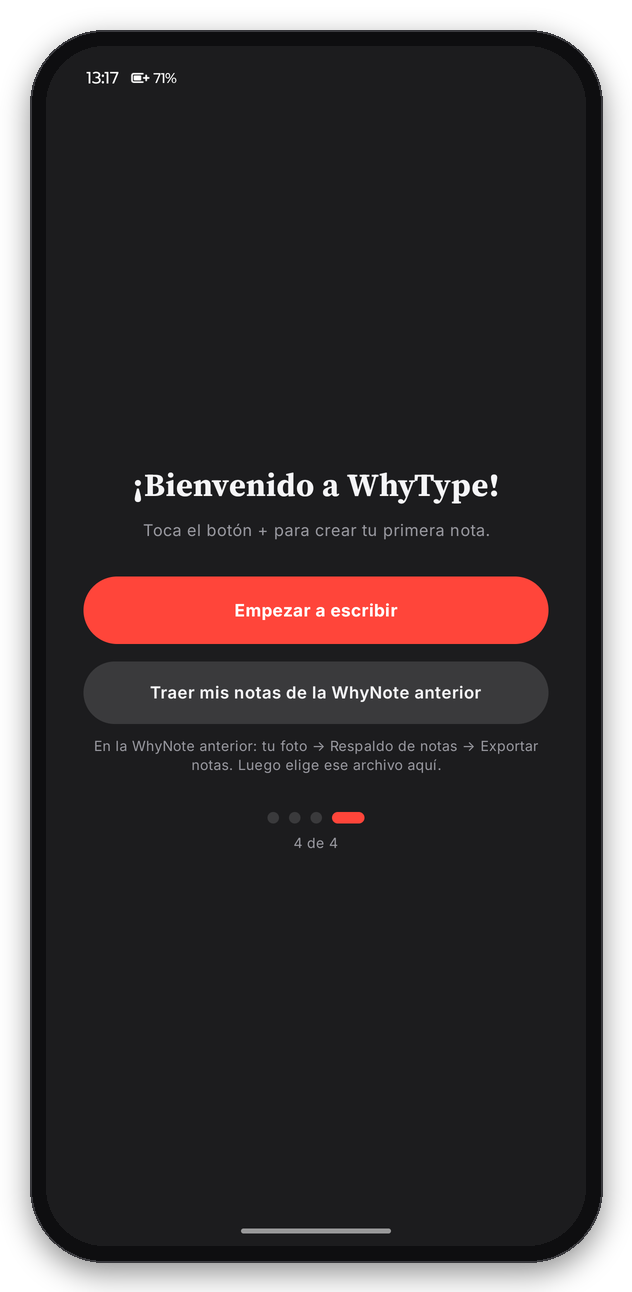 13:17 71%
¡Bienvenido a WhyType!
Toca el botón + para crear tu primera nota.
Empezar a escribir
Traer mis notas de la WhyNote anterior
En la WhyNote anterior: tu foto → Respaldo de notas → Exportar
notas. Luego elige ese archivo aquí.
4 de 4